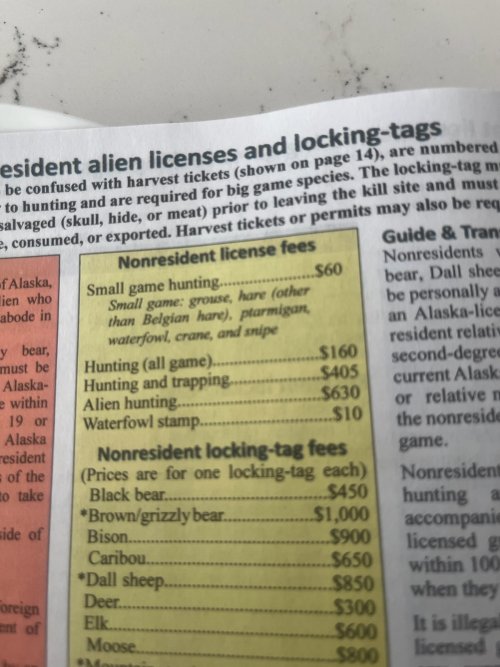 esident alien licenses and locking-tags
be confused with harvest tickets (shown on page 14), are numbered
to hunting and are required for big game species. The locking-tag m
salvaged (skull, hide, or meat) prior to leaving the kill site and must
e, consumed, or exported. Harvest tickets or permits may also be req
of Alaska,
lien who
abode in
y bear,
must be
Alaska-
e within
19 or
Alaska
resident
s of the
to take
side of
oreign
ent of
Nonresident license fees
Small game hunting..................$60
Small game: grouse, hare (other
than Belgian hare), ptarmigan,
waterfowl, crane, and snipe
Hunting (all game)....................$160
Hunting and trapping................$405
Alien hunting...........................$630
Waterfowl stamp.......................$10
Nonresident locking-tag fees
(Prices are for one locking-tag each)
Black bear..............................$450
*Brown/grizzly bear.................$1,000
Bison......................................$900
Caribou...................................$650
*Dall sheep..............................$850
Deer........................................$300
Elk..........................................$600
Moose.....................................$800
Guide & Tran
Nonresidents
bear, Dall shee
be personally a
an Alaska-lice
resident relativ
second-degree
current Alask
or relative
the nonreside
game.
Nonresident
hunting a
accompanie
licensed g
within 100
when they
It is illega
licensed